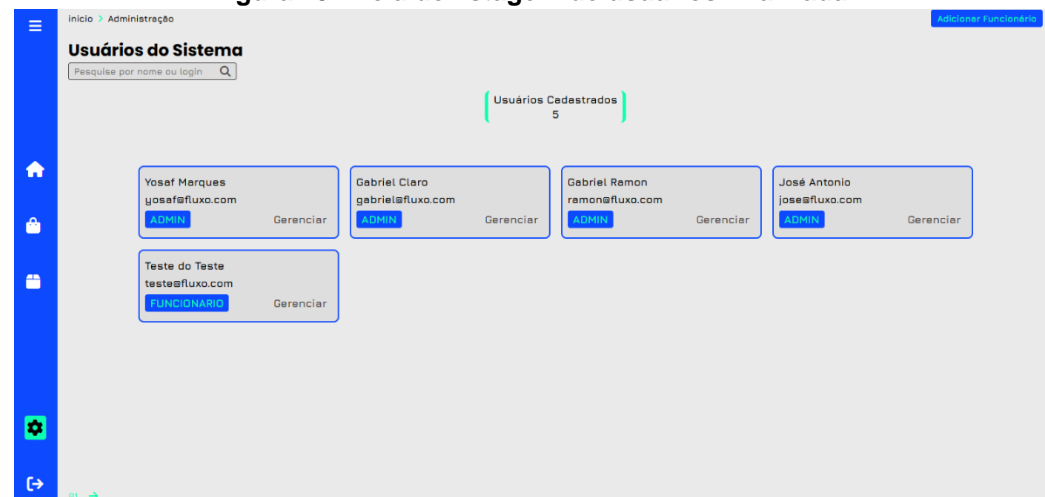 inicio > Administração
Adicionar Funcionário
Usuários do Sistema
Pesquise por nome ou login
Usuários Cadastrados
5
Yosaf Marques
yosaf@fluxo.com
ADMIN Gerenciar
Gabriel Claro
gabriel@fluxo.com
ADMIN Gerenciar
Gabriel Ramon
ramon@fluxo.com
ADMIN Gerenciar
José Antonio
jose@fluxo.com
ADMIN Gerenciar
Teste do Teste
teste@fluxo.com
FUNCIONARIO Gerenciar